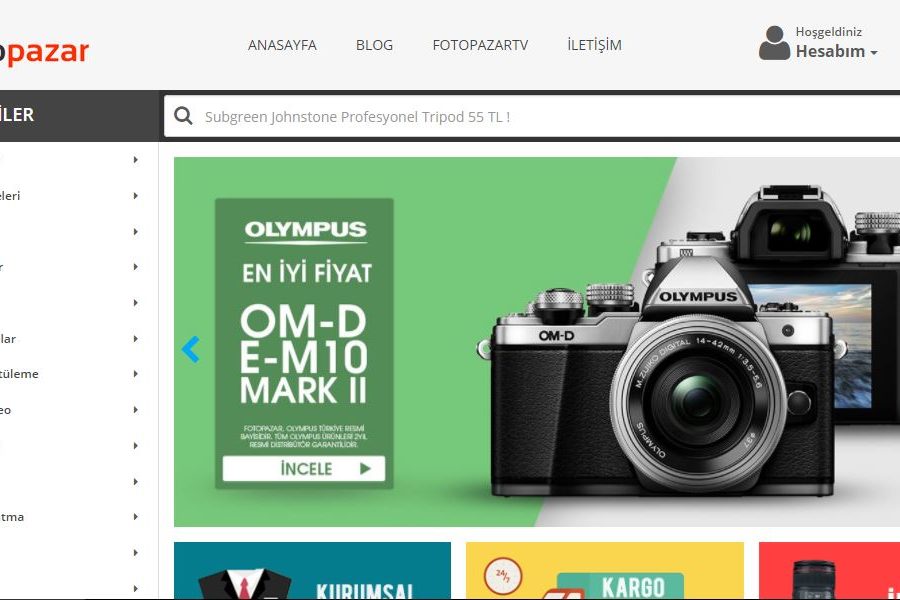 pazar
ANASAYFA
BLOG
FOTOPAZARTV
İLETİŞİM
Hoşgeldiniz
Hesabım
İLER
Subgreen Johnstone Profesyonel Tripod 55 TL !
eleri
r
lar
tüleme
eo
tma
OLYMPUS
EN İYİ FİYAT
OM-D
E-M10
MARK II
FOTOPAZAR, OLYMPUS TÜRKİYE RESMİ
BAYİSİDİR. TÜM OLYMPUS ÜRÜNLERİ 2YIL
RESMİ DİSTRİBÜTÖR GARANTİLİDİR.
İNCELE
OLYMPUS
OM-D
M.ZUIKO DIGITAL 14-42mm 1:3.5-5.6
OLYMPUS
ø37
KURUMSAL
24/7
KARGO